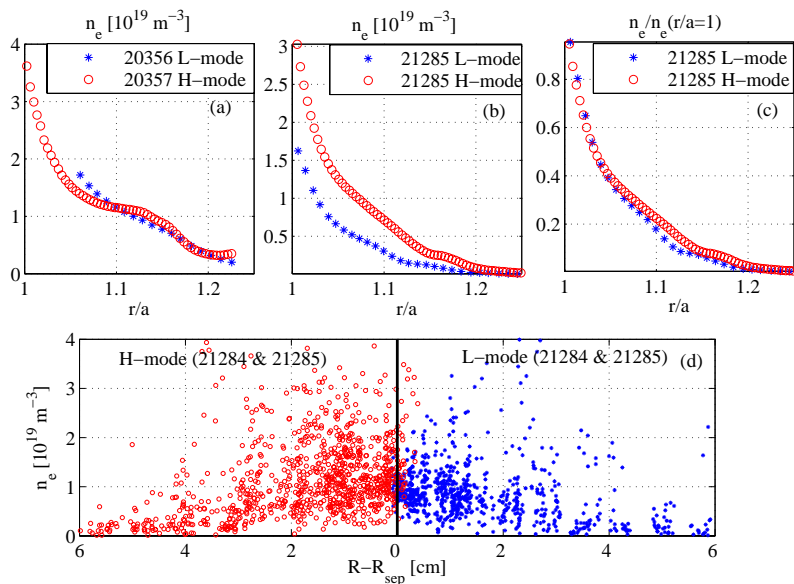 n_e [10^19 m^−3]
4
3
2
1
0
1
1.1
1.2
r/a
20356 L−mode
20357 H−mode
(a)
n_e [10^19 m^−3]
3
2.5
2
1.5
1
0.5
0
1
1.1
1.2
r/a
21285 L−mode
21285 H−mode
(b)
n_e/n_e(r/a=1)
0.8
0.6
0.4
0.2
1
1.1
1.2
r/a
21285 L−mode
21285 H−mode
(c)
n_e [10^19 m^−3]
4
3
2
1
0
H−mode (21284 & 21285)
L−mode (21284 & 21285)
(d)
6
4
2
0
2
4
6
R−R_sep [cm]